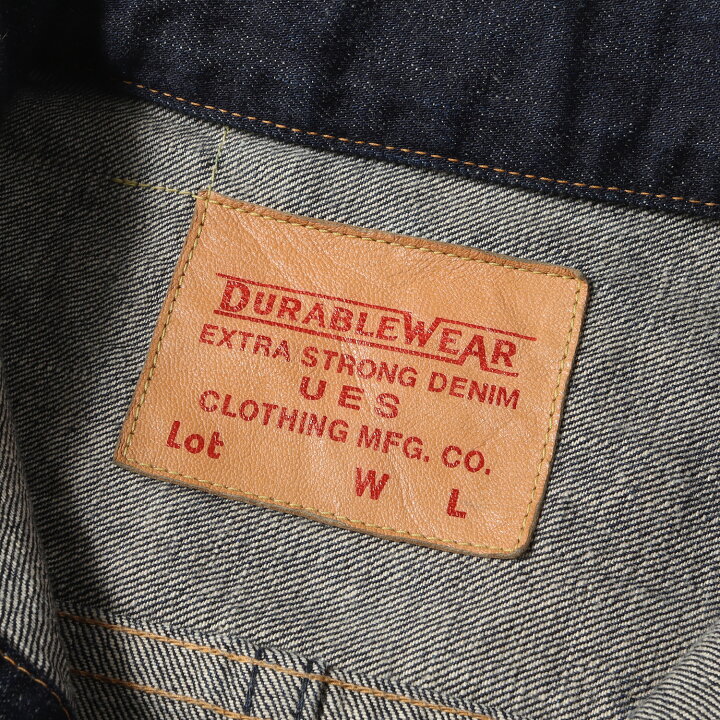 DURABLEWEAR
EXTRA STRONG DENIM
UES
CLOTHING MFG. CO.
Lot W L